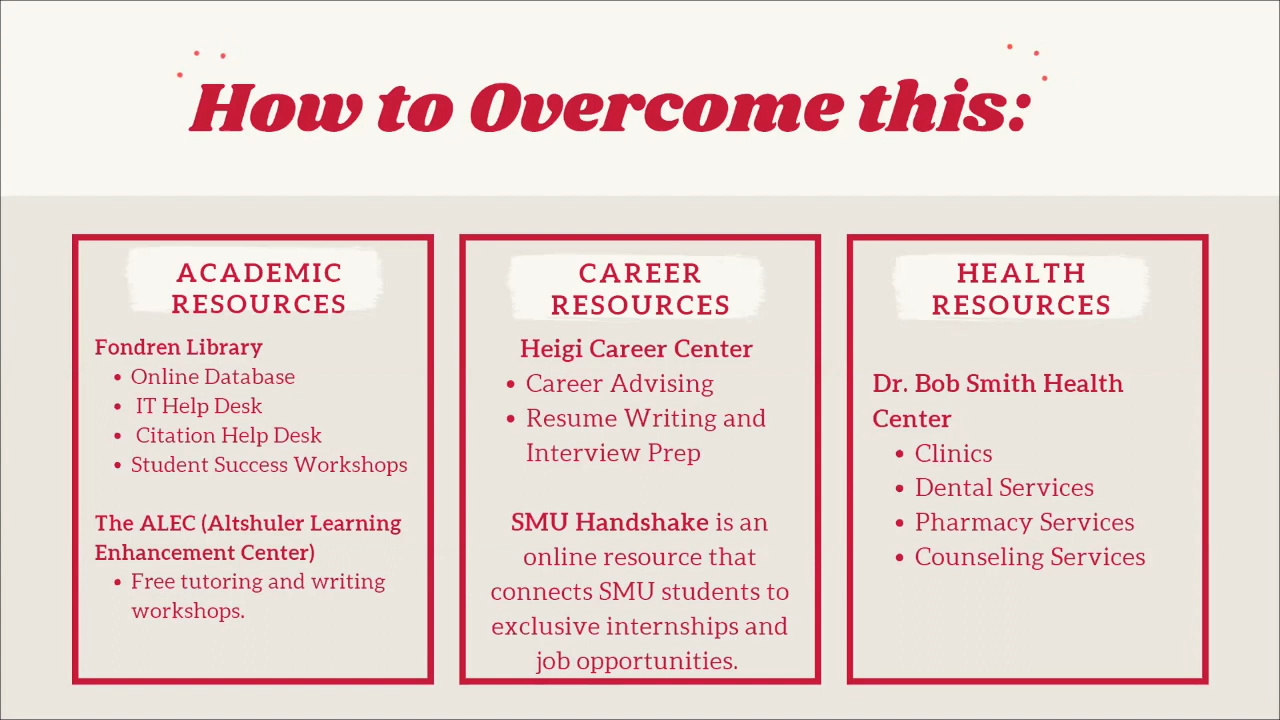 How to Overcome this:
ACADEMIC
RESOURCES
Fondren Library
• Online Database
• IT Help Desk
• Citation Help Desk
• Student Success Workshops
The ALEC (Altshuler Learning
Enhancement Center)
• Free tutoring and writing
workshops.
CAREER
RESOURCES
Heigi Career Center
• Career Advising
• Resume Writing and
Interview Prep
SMU Handshake is an
online resource that
connects SMU students to
exclusive internships and
job opportunities.
HEALTH
RESOURCES
Dr. Bob Smith Health
Center
• Clinics
• Dental Services
• Pharmacy Services
• Counseling Services